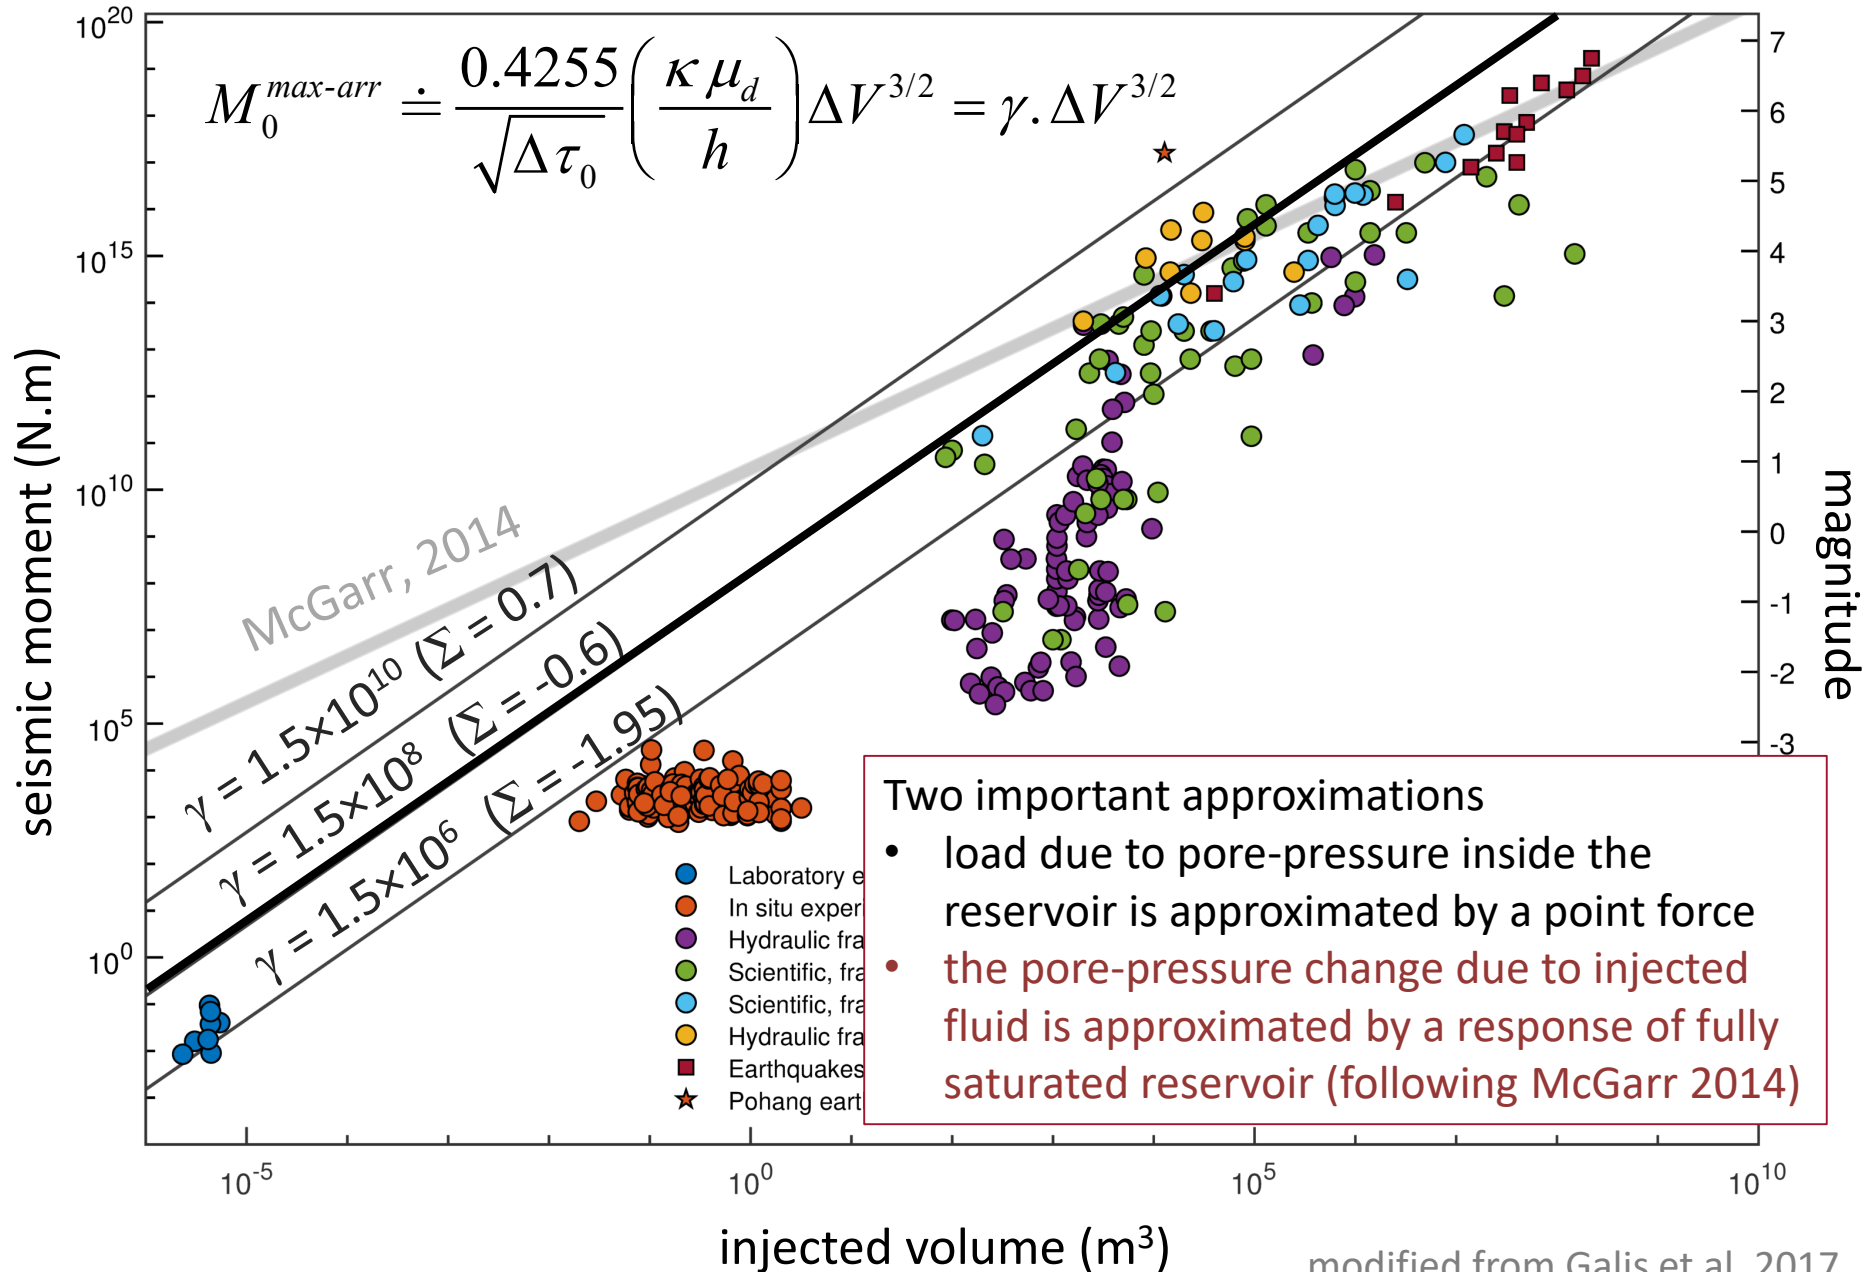 10^20
10^15
10^10
10^5
10^0
seismic moment (N.m)
M_0^{max-arr} ≐ \frac{0.4255}{\sqrt{Δτ_0}} \left( \frac{κ μ_d}{h} \right) ΔV^{3/2} = γ. ΔV^{3/2}
McGarr, 2014
γ = 1.5×10^10 (Σ = 0.7)
γ = 1.5×10^8 (Σ = -0.6)
γ = 1.5×10^6 (Σ = -1.95)
7
6
5
4
3
2
1
0
-1
-2
-3
magnitude
Laboratory e
In situ experi
Hydraulic fra
Scientific, fra
Scientific, fra
Hydraulic fra
Earthquakes
Pohang eart
Two important approximations
• load due to pore-pressure inside the
reservoir is approximated by a point force
• the pore-pressure change due to injected
fluid is approximated by a response of fully
saturated reservoir (following McGarr 2014)
10^-5
10^0
10^5
10^10
injected volume (m³)
modified from Galis et al. 2017